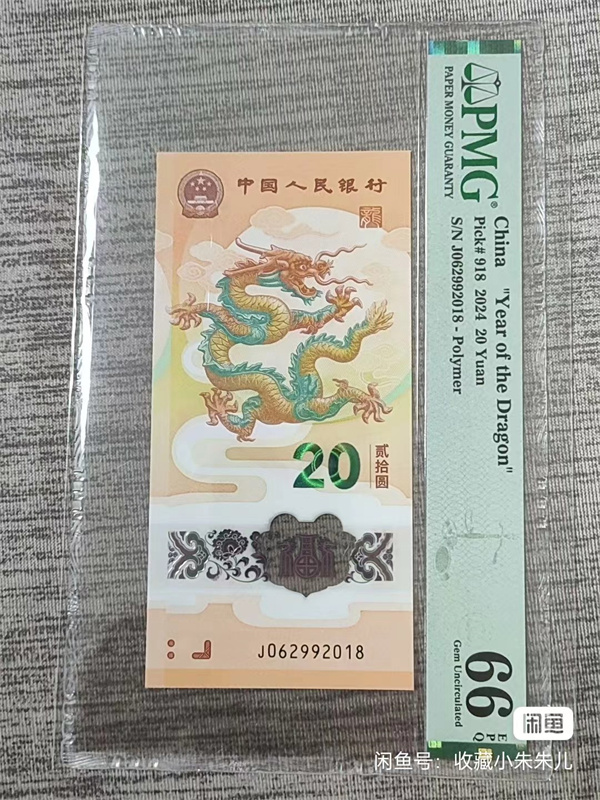 中国人民银行
龍
20
贰拾圆
福
J062992018
PMG
®
PAPER MONEY GUARANTY
China "Year of the Dragon"
Pick# 918 2024 20 Yuan
S/N J062992018 - Polymer
66
Gem Uncirculated
E
P
Q
闲鱼
闲鱼号：收藏小朱朱儿